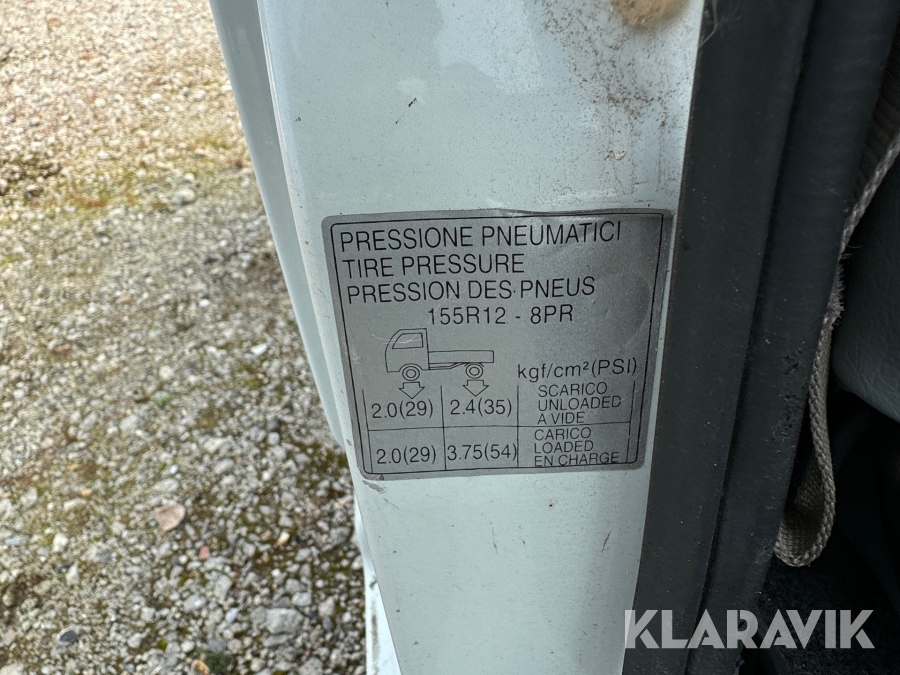 PRESSIONE PNEUMATICI
TIRE PRESSURE
PRESSION DES PNEUS
155R12 - 8PR
kgf/cm²(PSI)
2.0(29) 2.4(35) SCARICO
UNLOADED
A VIDE
2.0(29) 3.75(54) CARICO
LOADED
EN CHARGE
KLARAVIK